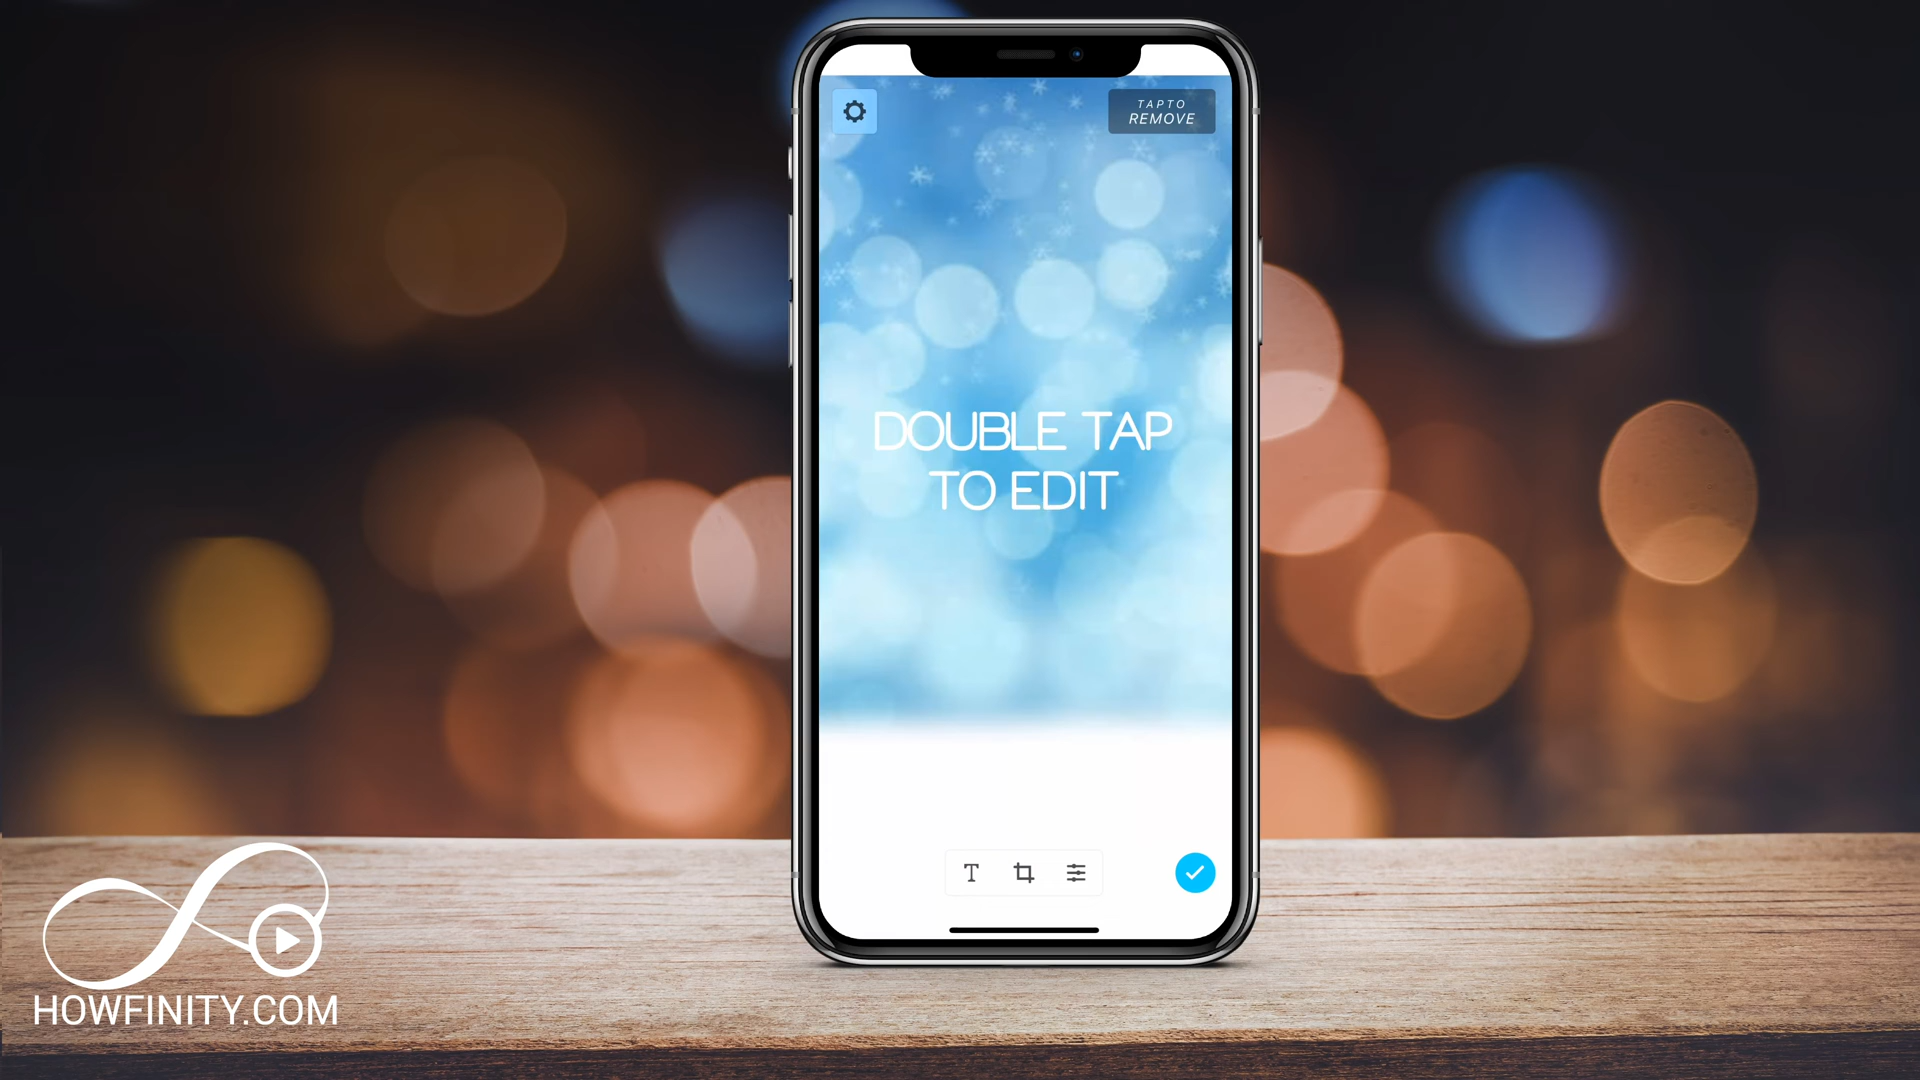 TAP TO
REMOVE
DOUBLE TAP
TO EDIT
T
HOWFINITY.COM